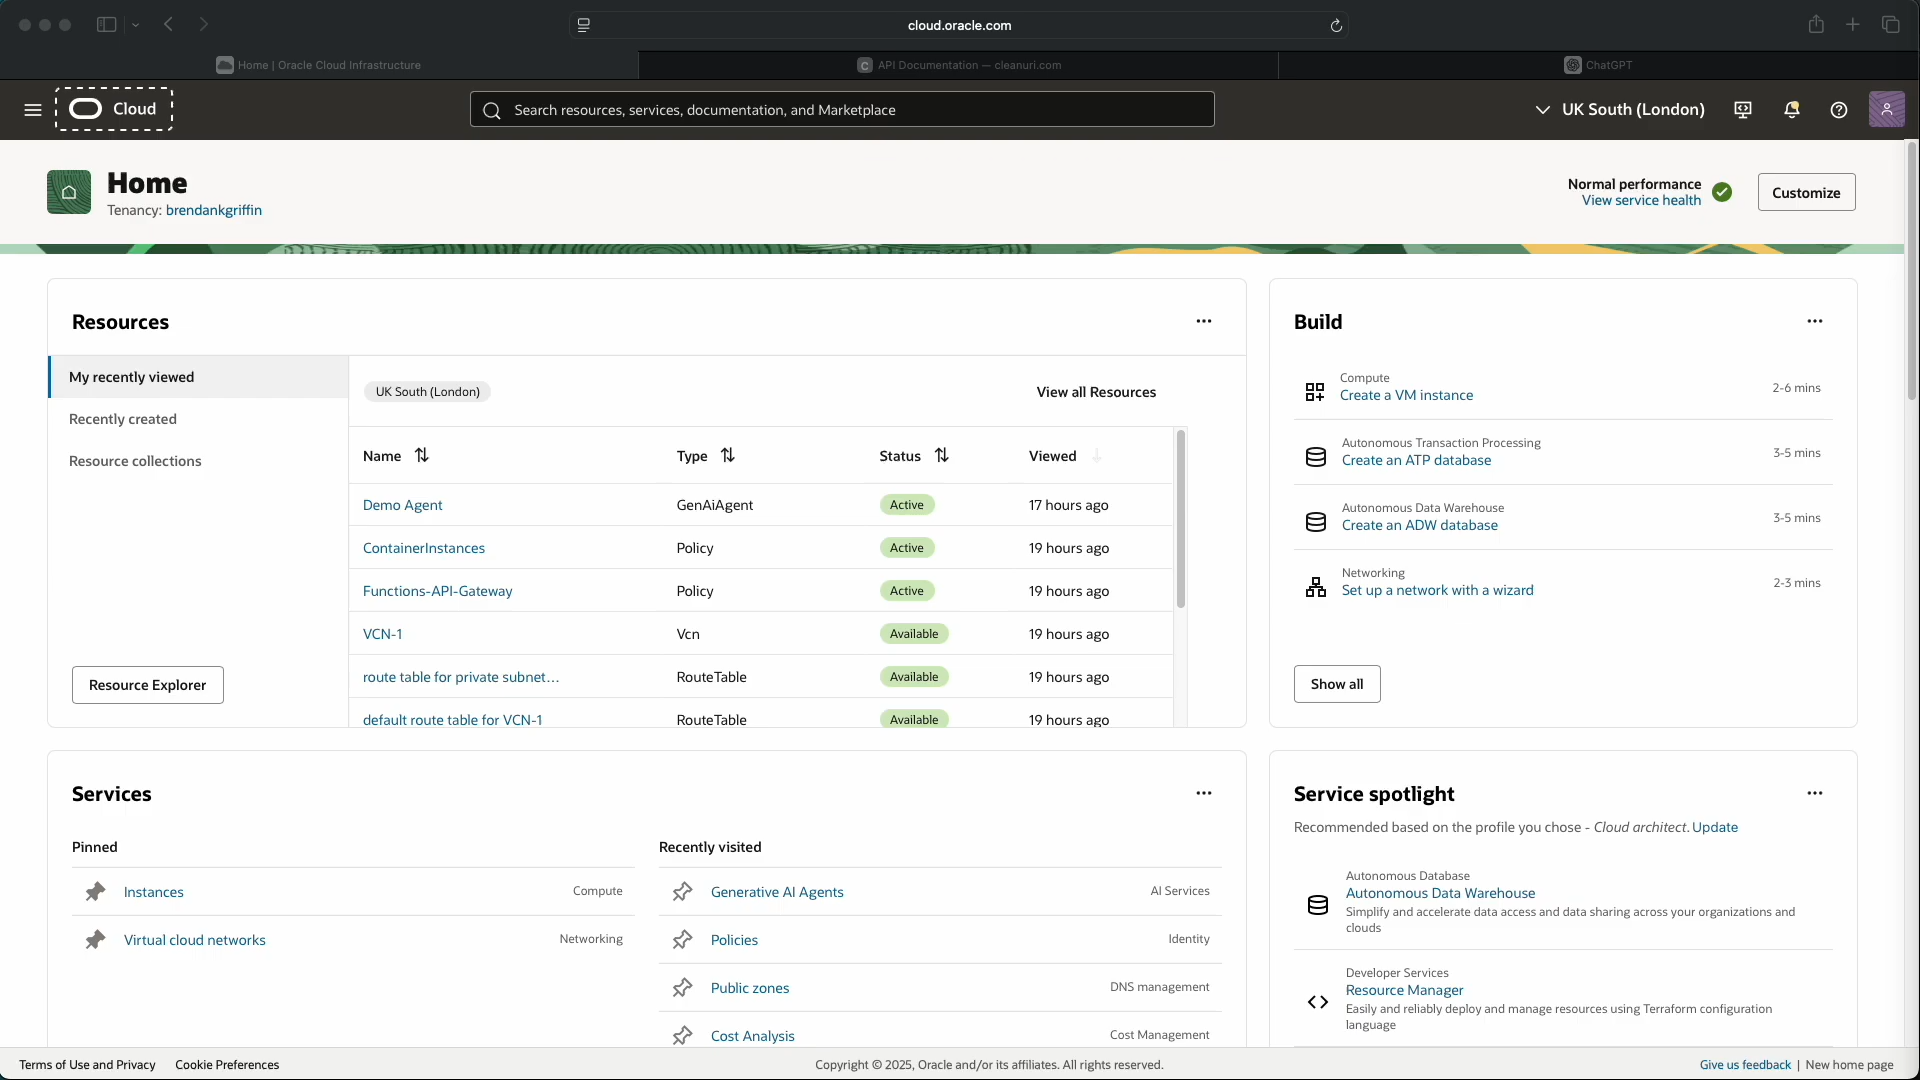 cloud.oracle.com
Home | Oracle Cloud Infrastructure
C
API Documentation — cleanuri.com
ChatGPT
Cloud
Search resources, services, documentation, and Marketplace
UK South (London)
Home
Tenancy: brendankgriffin
Normal performance
View service health
Customize
Resources
My recently viewed
Recently created
Resource collections
Resource Explorer
UK South (London)
View all Resources
Name Type Status Viewed
Demo Agent GenAiAgent Active 17 hours ago
ContainerInstances Policy Active 19 hours ago
Functions-API-Gateway Policy Active 19 hours ago
VCN-1 Vcn Available 19 hours ago
route table for private subnet... RouteTable Available 19 hours ago
default route table for VCN-1 RouteTable Available 19 hours ago
Build
Compute
Create a VM instance 2-6 mins
Autonomous Transaction Processing
Create an ATP database 3-5 mins
Autonomous Data Warehouse
Create an ADW database 3-5 mins
Networking
Set up a network with a wizard 2-3 mins
Show all
Services
Pinned
Instances Compute
Virtual cloud networks Networking
Recently visited
Generative AI Agents AI Services
Policies Identity
Public zones DNS management
Cost Analysis Cost Management
Service spotlight
Recommended based on the profile you chose - Cloud architect. Update
Autonomous Database
Autonomous Data Warehouse
Simplify and accelerate data access and data sharing across your organizations and
clouds
Developer Services
Resource Manager
Easily and reliably deploy and manage resources using Terraform configuration
language
Terms of Use and Privacy Cookie Preferences
Copyright © 2025, Oracle and/or its affiliates. All rights reserved.
Give us feedback | New home page